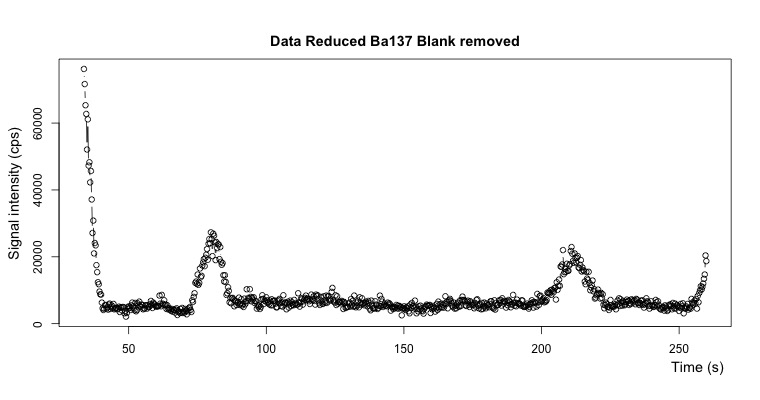 Data Reduced Ba137 Blank removed
Signal intensity (cps)
60000
40000
20000
0
50 100 150 200 250
Time (s)